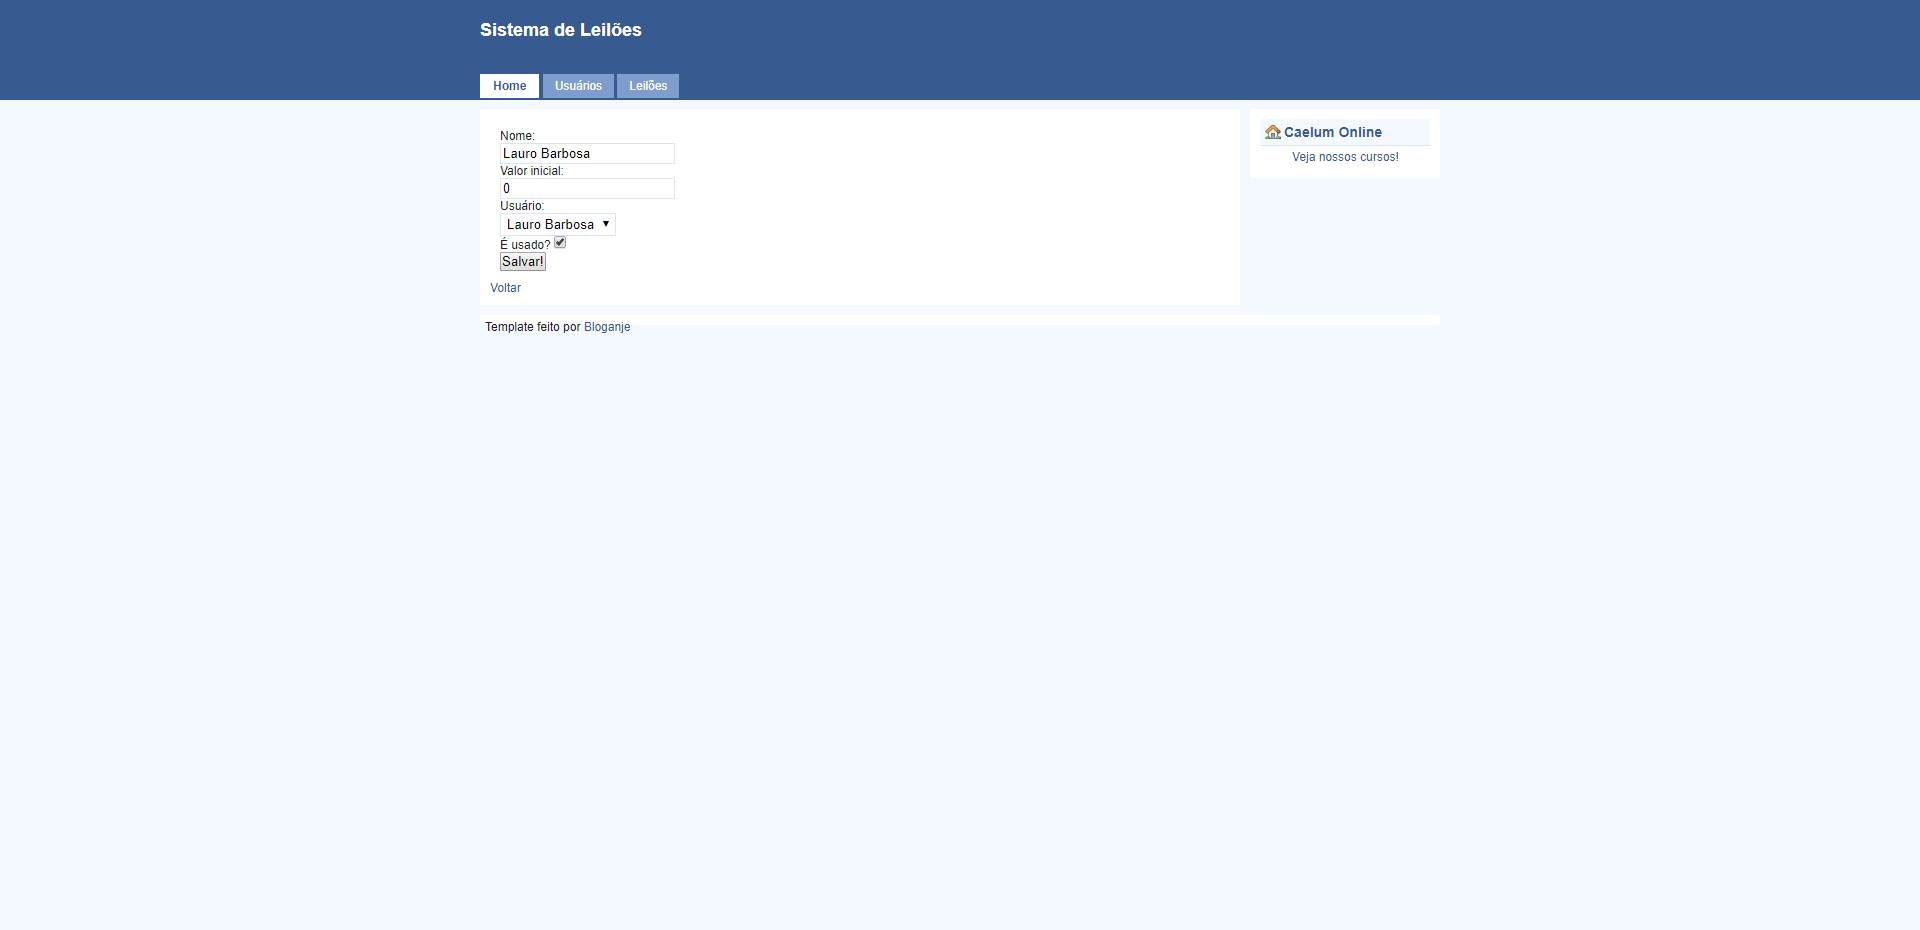 Sistema de Leilões
Home Usuários Leilões
Nome:
Lauro Barbosa
Valor inicial:
0
Usuário:
Lauro Barbosa
É usado?
Salvar!
Voltar
Caelum Online
Veja nossos cursos!
Template feito por Bloganje